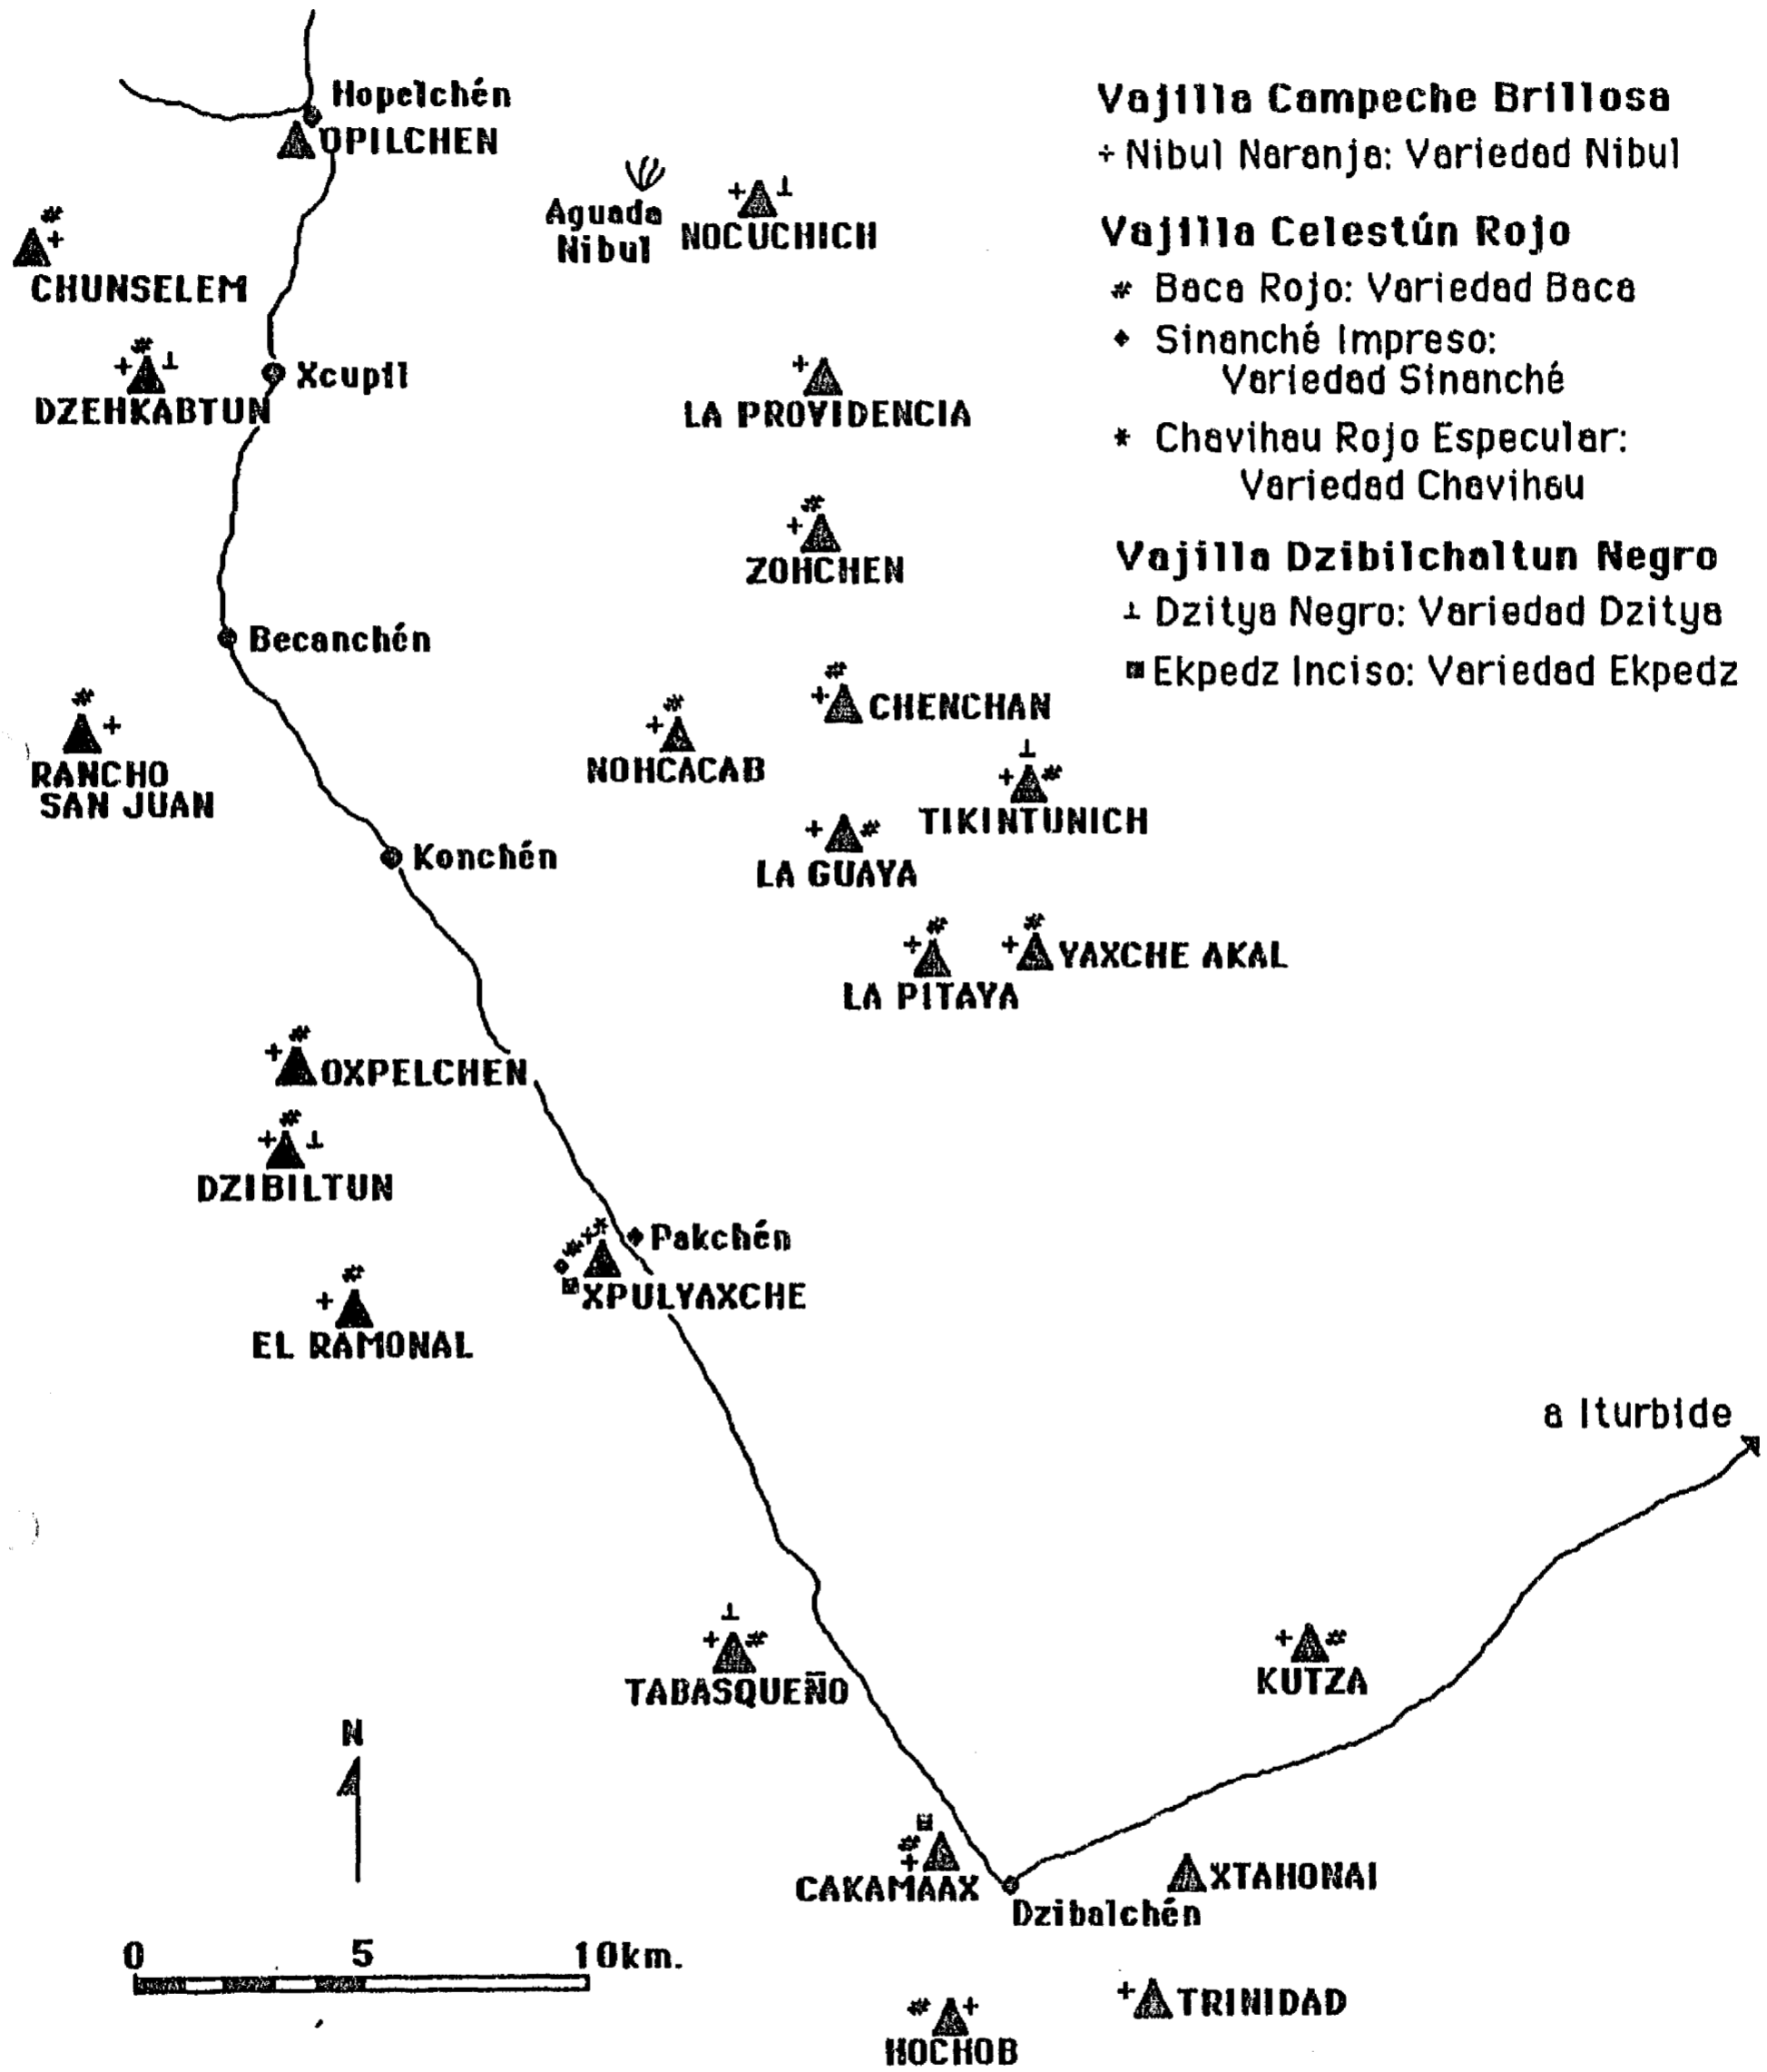 Hopelchén
OPILCHEN
Aguada
Nibul
NOCUCHICH
CHUNSELEM
DZEHKABTUN
Xcupil
LA PROVIDENCIA
ZOHCHEN
Becanchén
RANCHO
SAN JUAN
NOHCACAB
CHENCHAN
TIKINTUNICH
LA GUAYA
Konchén
LA PITAYA
YAXCHE AKAL
OXPELCHEN
DZIBILTUN
Pakchén
XPULYAXCHE
EL RAMONAL
a Iturbide
TABASQUEÑO
KUTZA
N
CAKAMAAX
Dzibalchén
XTAHONAI
0 5 10km.
TRINIDAD
HOCHOB
Vajilla Campeche Brillosa
+ Nibul Naranja: Variedad Nibul
Vajilla Celestún Rojo
# Baca Rojo: Variedad Baca
◆ Sinanché Impreso:
Variedad Sinanché
* Chavihau Rojo Especular:
Variedad Chavihau
Vajilla Dzibilchaltun Negro
⊥ Dzitya Negro: Variedad Dzitya
■ Ekpedz Inciso: Variedad Ekpedz